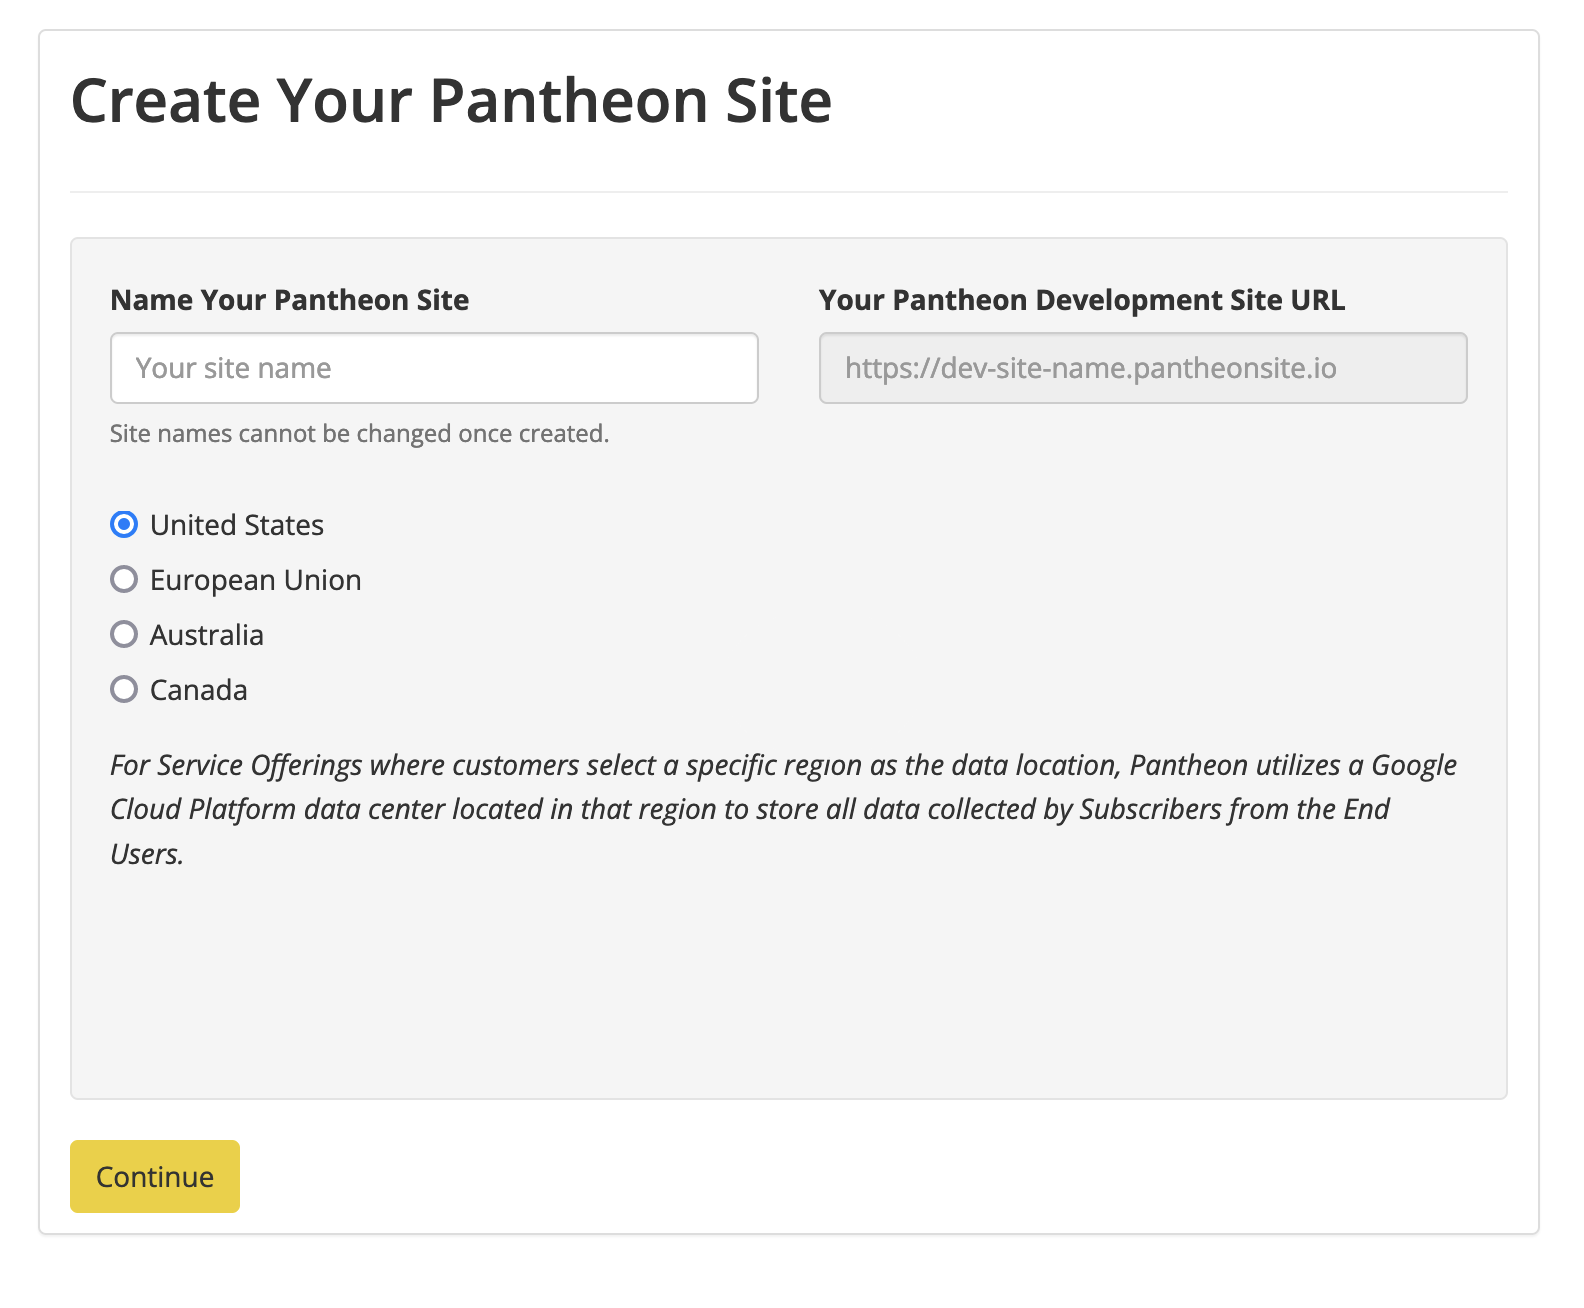 Create Your Pantheon Site
Name Your Pantheon Site
Your site name
Site names cannot be changed once created.
Your Pantheon Development Site URL
https://dev-site-name.pantheonsite.io
United States
European Union
Australia
Canada
For Service Offerings where customers select a specific region as the data location, Pantheon utilizes a Google
Cloud Platform data center located in that region to store all data collected by Subscribers from the End
Users.
Continue